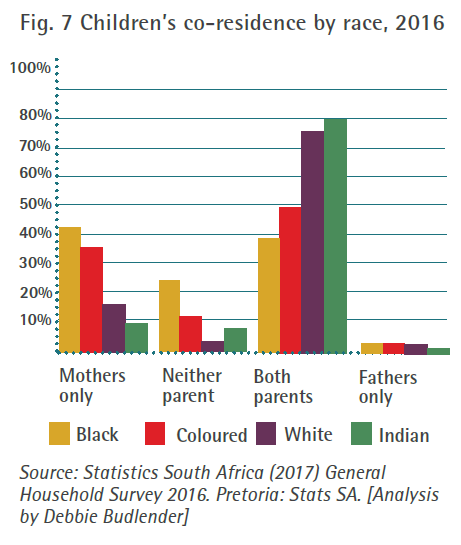 Fig. 7 Children’s co-residence by race, 2016
100%
80%
70%
60%
50%
40%
30%
20%
10%
Mothers only
Neither parent
Both parents
Fathers only
Black
Coloured
White
Indian
Source: Statistics South Africa (2017) General
Household Survey 2016. Pretoria: Stats SA. [Analysis
by Debbie Budlender]